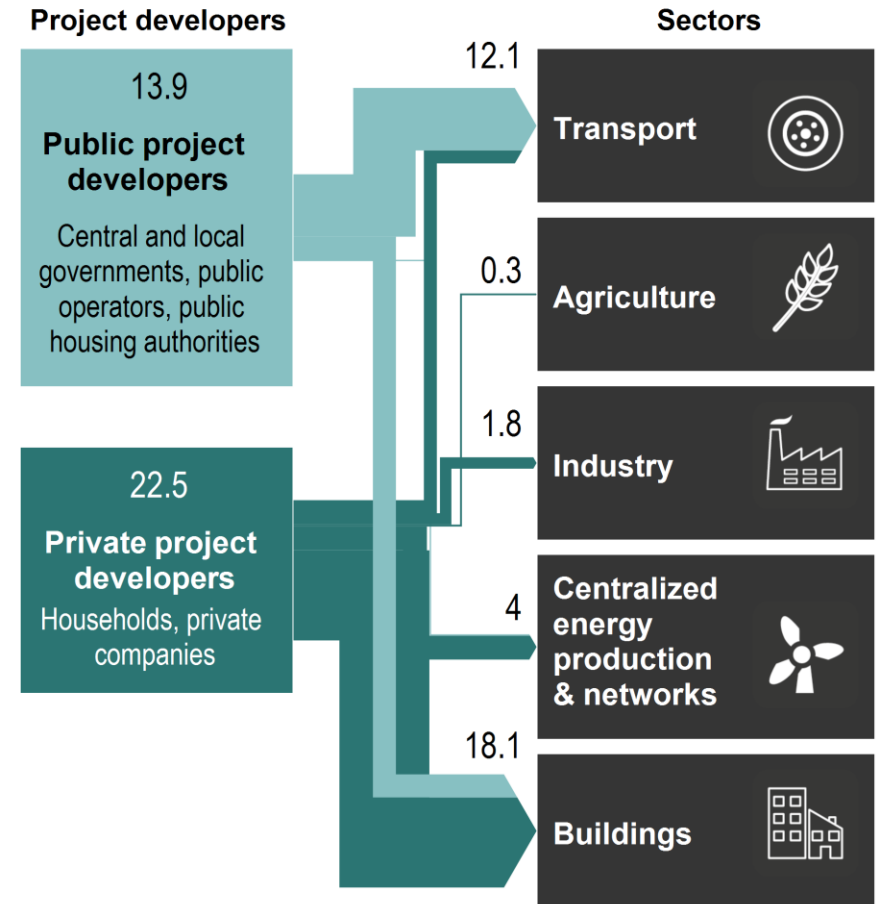 Project developers
13.9
Public project
developers
Central and local
governments, public
operators, public
housing authorities
22.5
Private project
developers
Households, private
companies
Sectors
12.1
Transport
0.3
Agriculture
1.8
Industry
4
Centralized
energy
production
& networks
18.1
Buildings